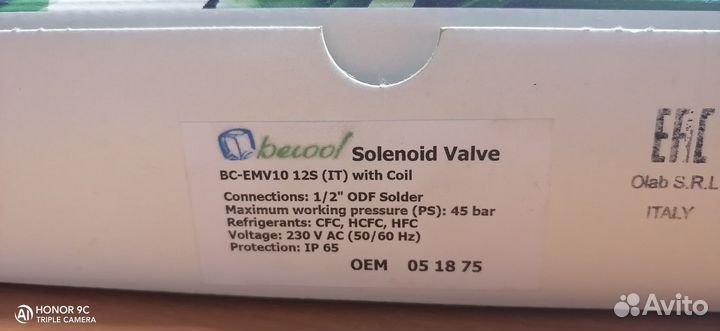 becool Solenoid Valve
BC-EMV10 12S (IT) with Coil
Connections: 1/2" ODF Solder
Maximum working pressure (PS): 45 bar
Refrigerants: CFC, HCFC, HFC
Voltage: 230 V AC (50/60 Hz)
Protection: IP 65
OEM 05 18 75
EAC
Olab S.R.L
ITALY
AI HONOR 9C
TRIPLE CAMERA
Avito